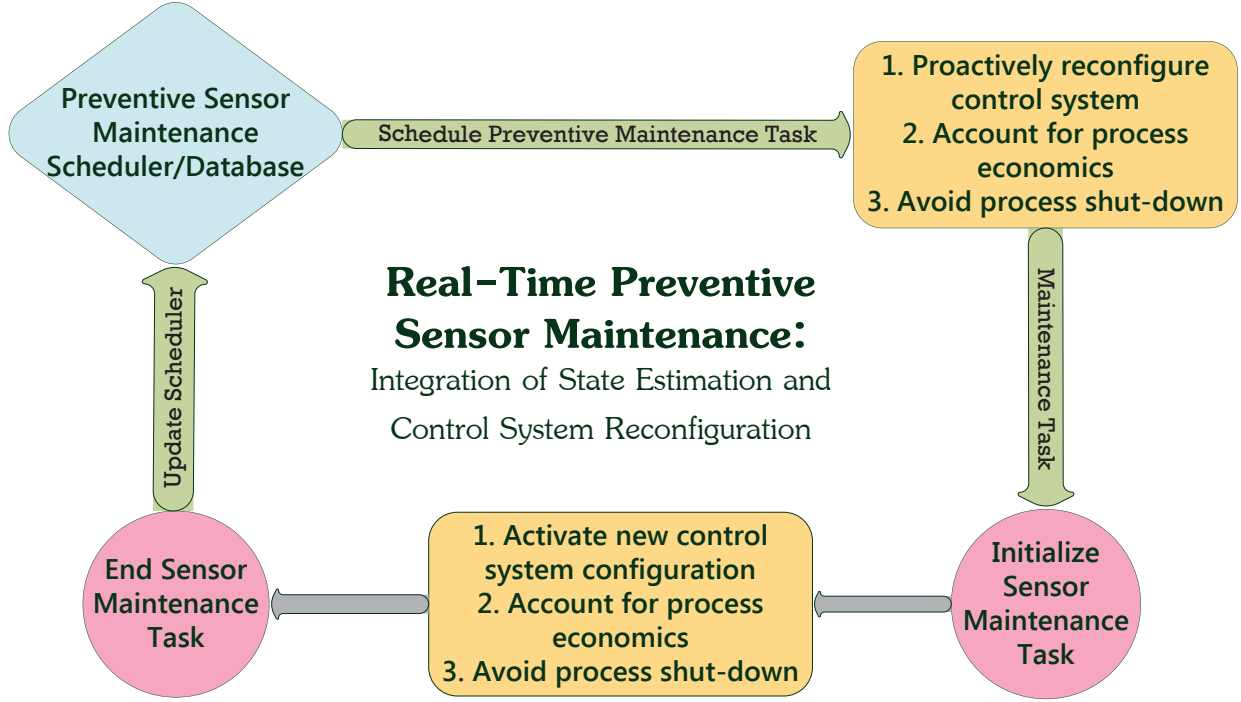 Preventive Sensor
Maintenance
Scheduler/Database
Schedule Preventive Maintenance Task
1. Proactively reconfigure
control system
2. Account for process
economics
3. Avoid process shut-down
Real-Time Preventive
Sensor Maintenance:
Integration of State Estimation and
Control System Reconfiguration
Maintenance Task
Initialize
Sensor
Maintenance
Task
1. Activate new control
system configuration
2. Account for process
economics
3. Avoid process shut-down
End Sensor
Maintenance
Task
Update Scheduler